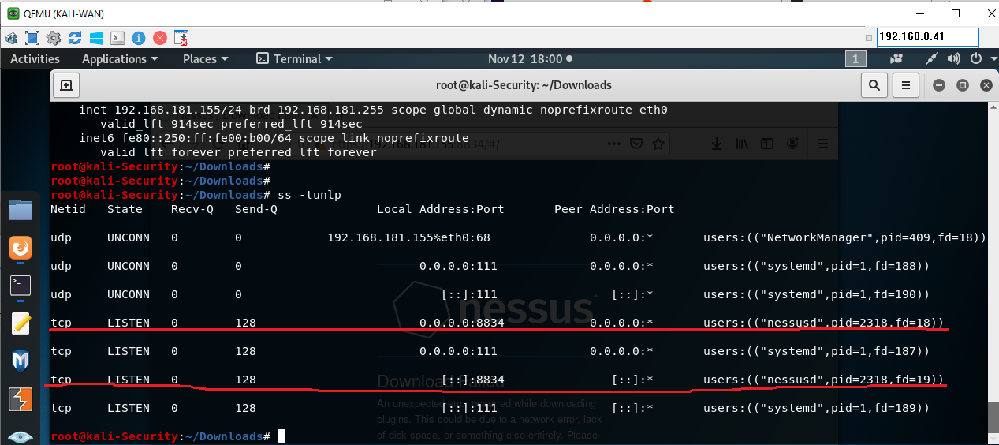 QEMU (KALI-WAN)
192.168.0.41
Activities Applications Places Terminal Nov 12 18:00 1
root@kali-Security: ~/Downloads
inet 192.168.181.155/24 brd 192.168.181.255 scope global dynamic noprefixroute eth0
valid_lft 914sec preferred_lft 914sec
inet6 fe80::250:ff:fe00:b00/64 scope link noprefixroute
https://192.168.181.155:8834/#/
valid_lft forever preferred_lft forever
root@kali-Security:~/Downloads#
root@kali-Security:~/Downloads#
root@kali-Security:~/Downloads# ss -tunlp
Netid State Recv-Q Send-Q Local Address:Port Peer Address:Port
udp UNCONN 0 0 192.168.181.155%eth0:68 0.0.0.0:* users:(("NetworkManager",pid=409,fd=18))
udp UNCONN 0 0 0.0.0.0:111 0.0.0.0:* users:(("systemd",pid=1,fd=188))
udp UNCONN 0 0 [::]:111 [::]:* users:(("systemd",pid=1,fd=190))
nessus
tcp LISTEN 0 128 0.0.0.0:8834 0.0.0.0:* users:(("nessusd",pid=2318,fd=18))
tcp LISTEN 0 128 0.0.0.0:111 0.0.0.0:* users:(("systemd",pid=1,fd=187))
tcp LISTEN 0 128 [::]:8834 [::]:* users:(("nessusd",pid=2318,fd=19))
Download Failed
An unexpected error occurred while downloading
tcp LISTEN 0 128 [::]:111 [::]:* users:(("systemd",pid=1,fd=189))
plugins. This could be due to a network error, lack
of disk space, or something else entirely. Please
root@kali-Security:~/Downloads#